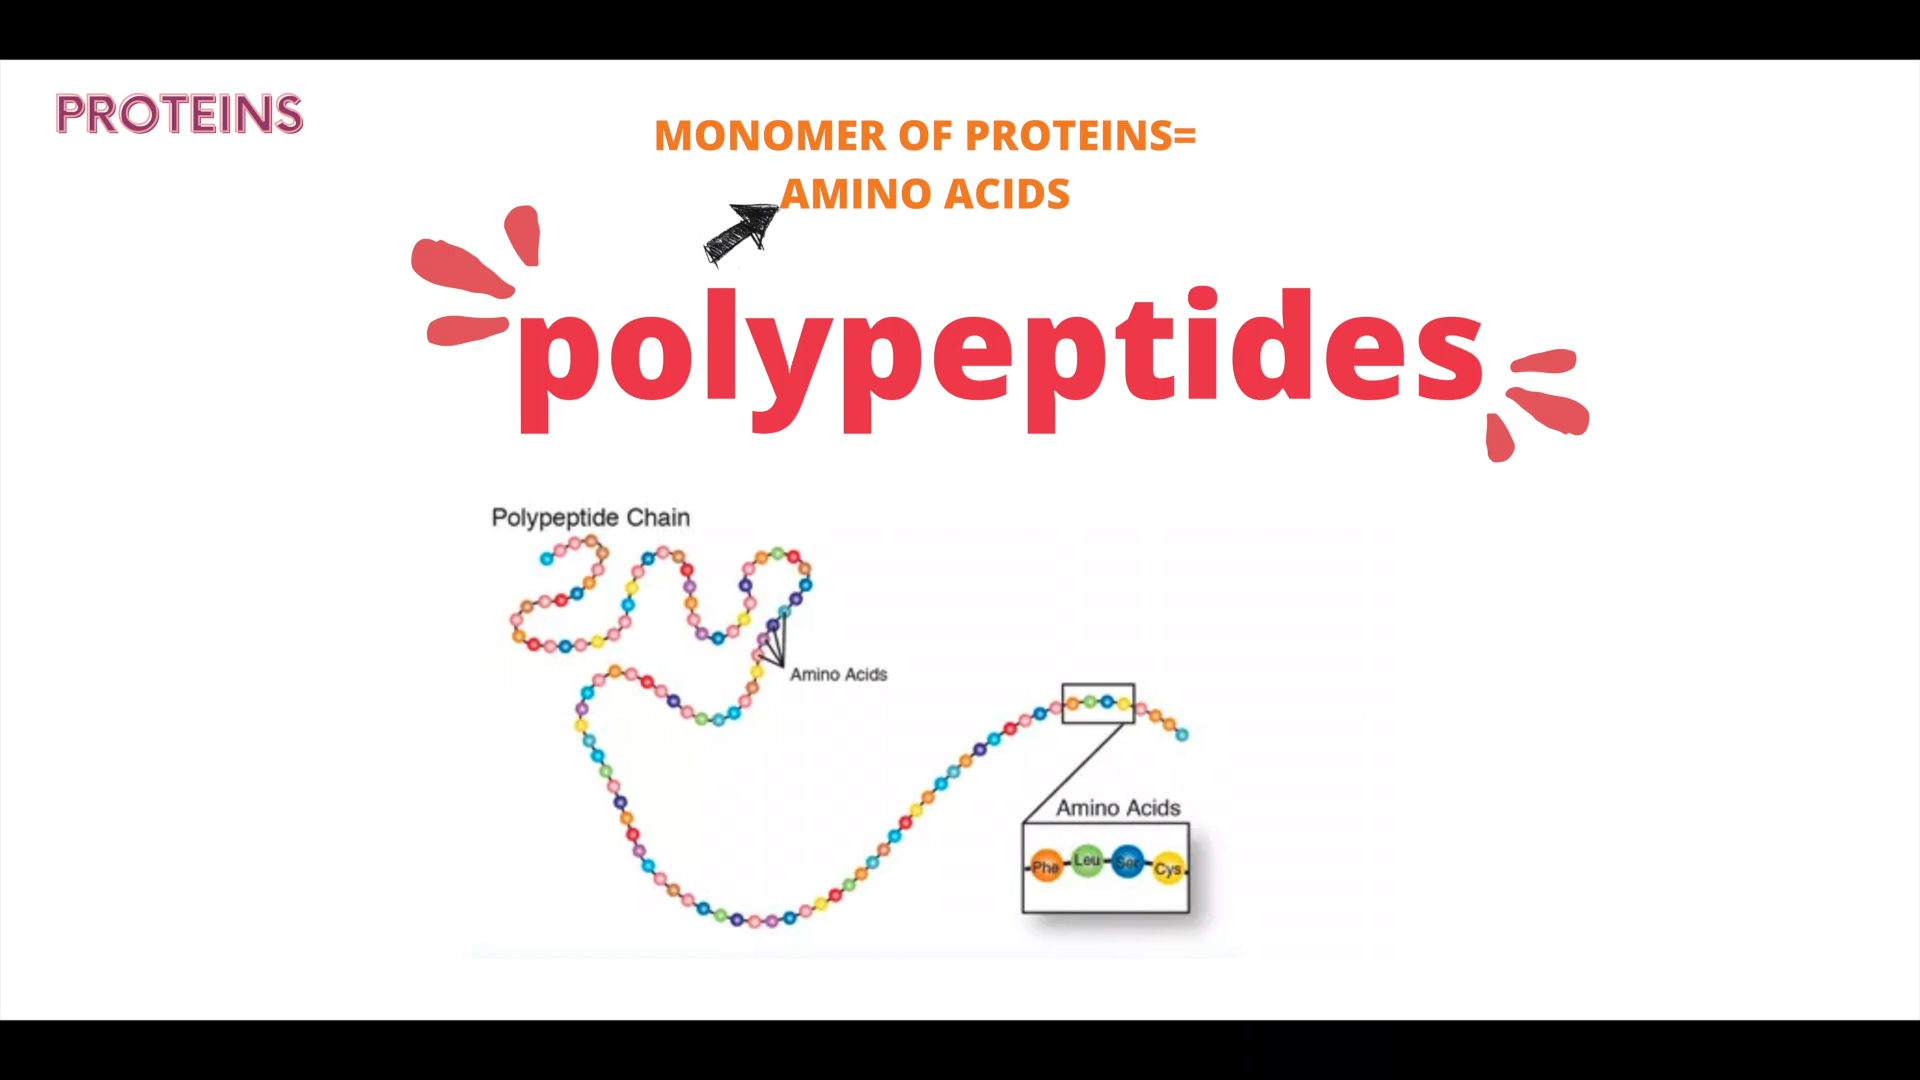 PROTEINS
MONOMER OF PROTEINS=
AMINO ACIDS
polypeptides
Polypeptide Chain
Amino Acids
Amino Acids
Phe Leu Ser Cys